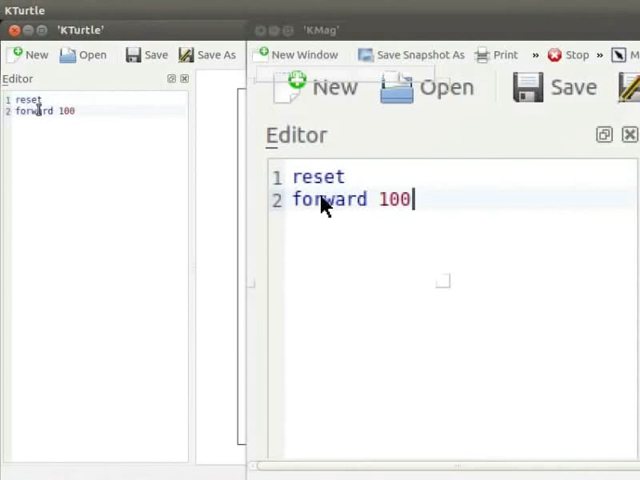 KTurtle
'KTurtle'
New Open Save Save As
Editor
1 reset
2 forward 100
'KMag'
New Window Save Snapshot As Print » Stop »
New Open Save
Editor
1 reset
2 forward 100